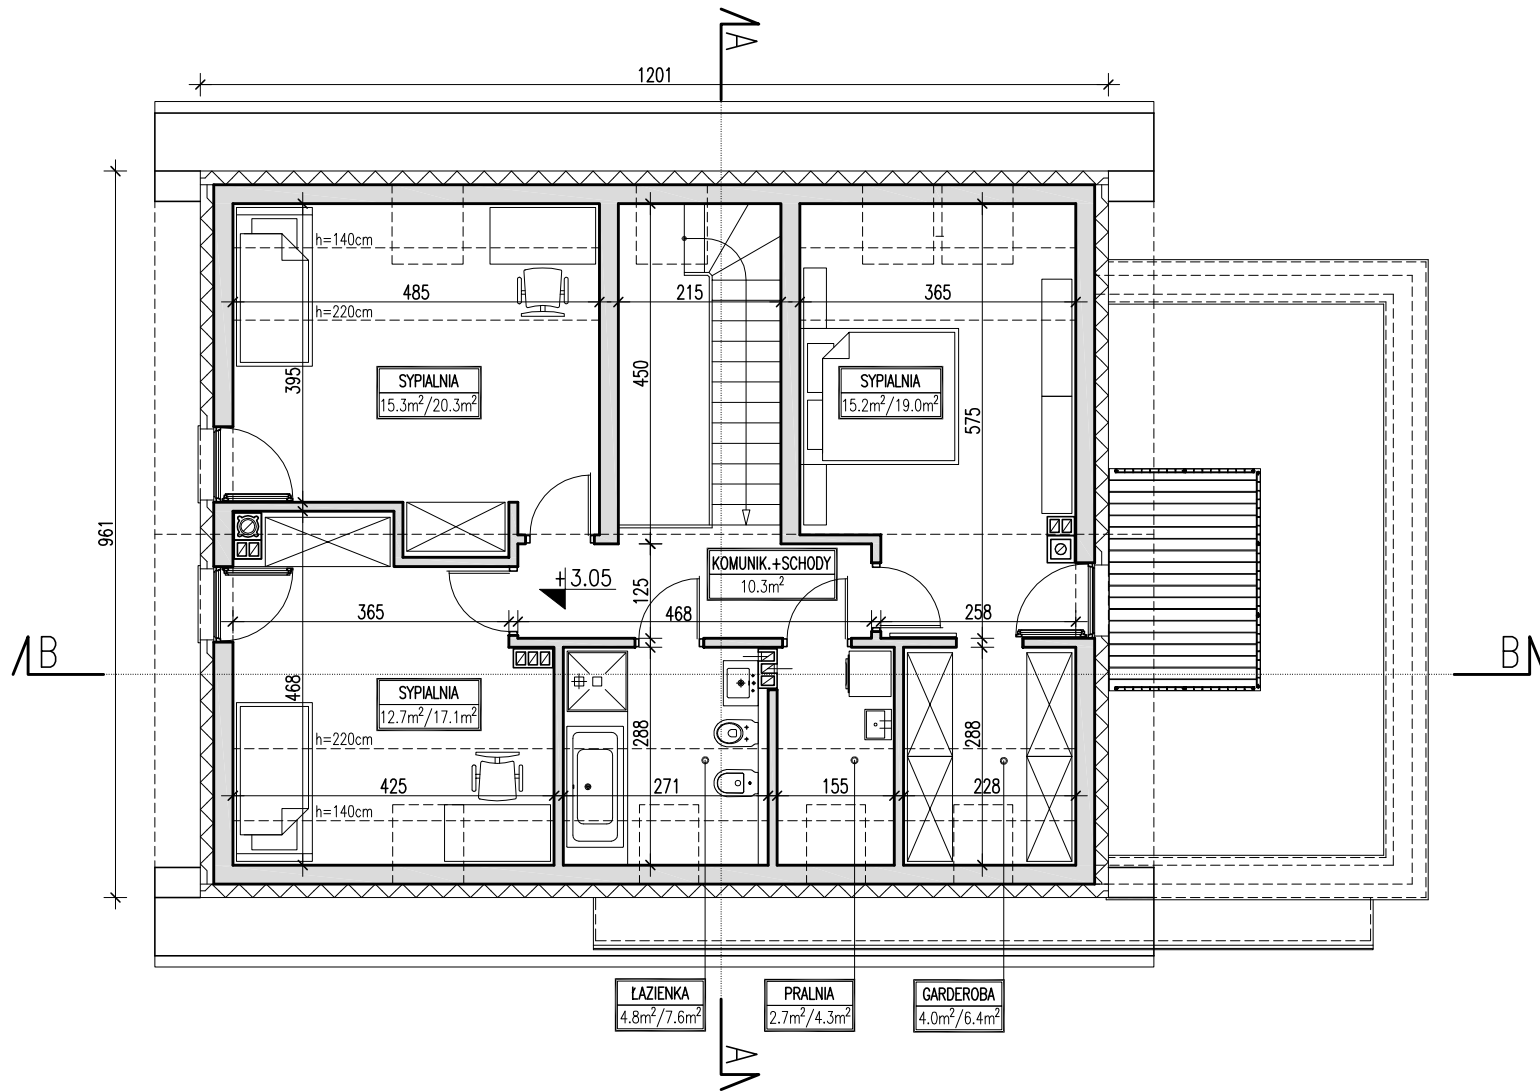 A
1201
h=140cm
485
215
365
h=220cm
450
395
SYPIALNIA
15.3m²/20.3m²
SYPIALNIA
15.2m²/19.0m²
575
961
KOMUNIK.+SCHODY
10.3m²
+3.05
125
365
468
258
B
B
468
SYPIALNIA
12.7m²/17.1m²
h=220cm
288
288
425
271
155
228
h=140cm
ŁAZIENKA
4.8m²/7.6m²
PRALNIA
2.7m²/4.3m²
GARDEROBA
4.0m²/6.4m²
A